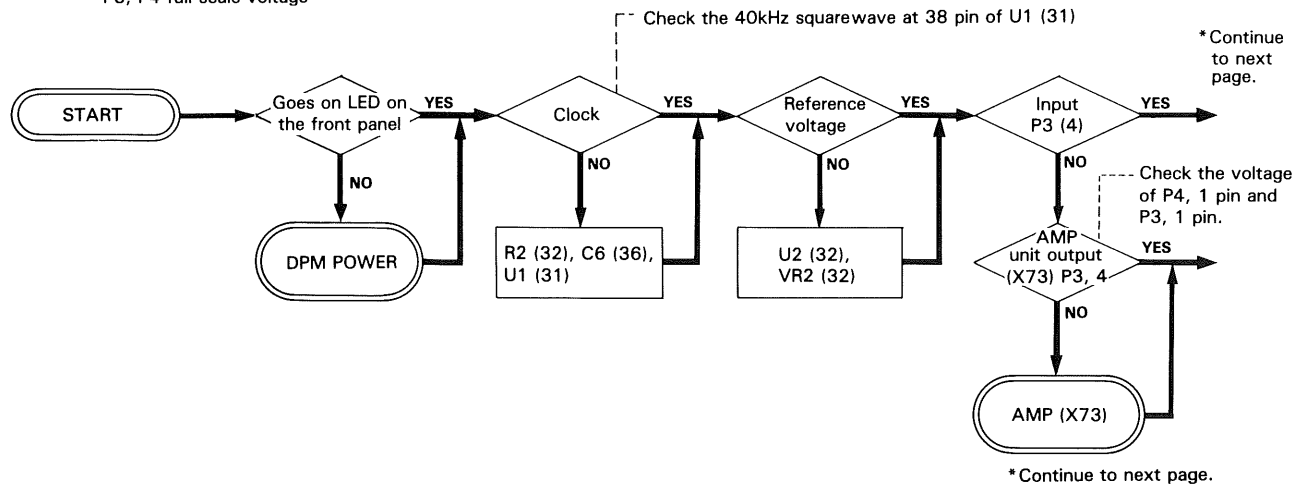 P3, P4 full scale voltage
Check the 40kHz squarewave at 38 pin of U1 (31)
*Continue
to next
page.
START
Goes on LED on
the front panel
YES
NO
DPM POWER
Clock
YES
NO
R2 (32), C6 (36),
U1 (31)
Reference
voltage
YES
NO
U2 (32),
VR2 (32)
Input
P3 (4)
YES
NO
Check the voltage
of P4, 1 pin and
P3, 1 pin.
AMP
unit output
(X73) P3, 4
YES
NO
AMP (X73)
*Continue to next page.